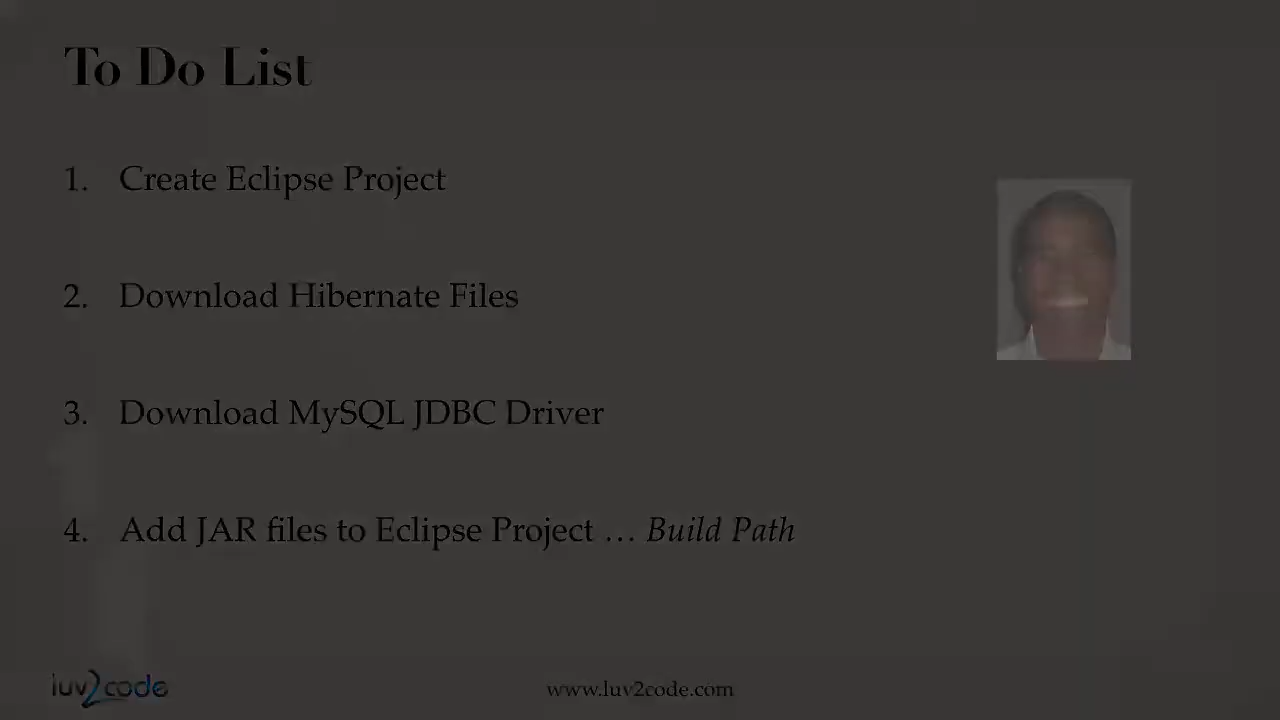 To Do List
1. Create Eclipse Project
2. Download Hibernate Files
3. Download MySQL JDBC Driver
4. Add JAR files to Eclipse Project … Build Path
luv2code
www.luv2code.com